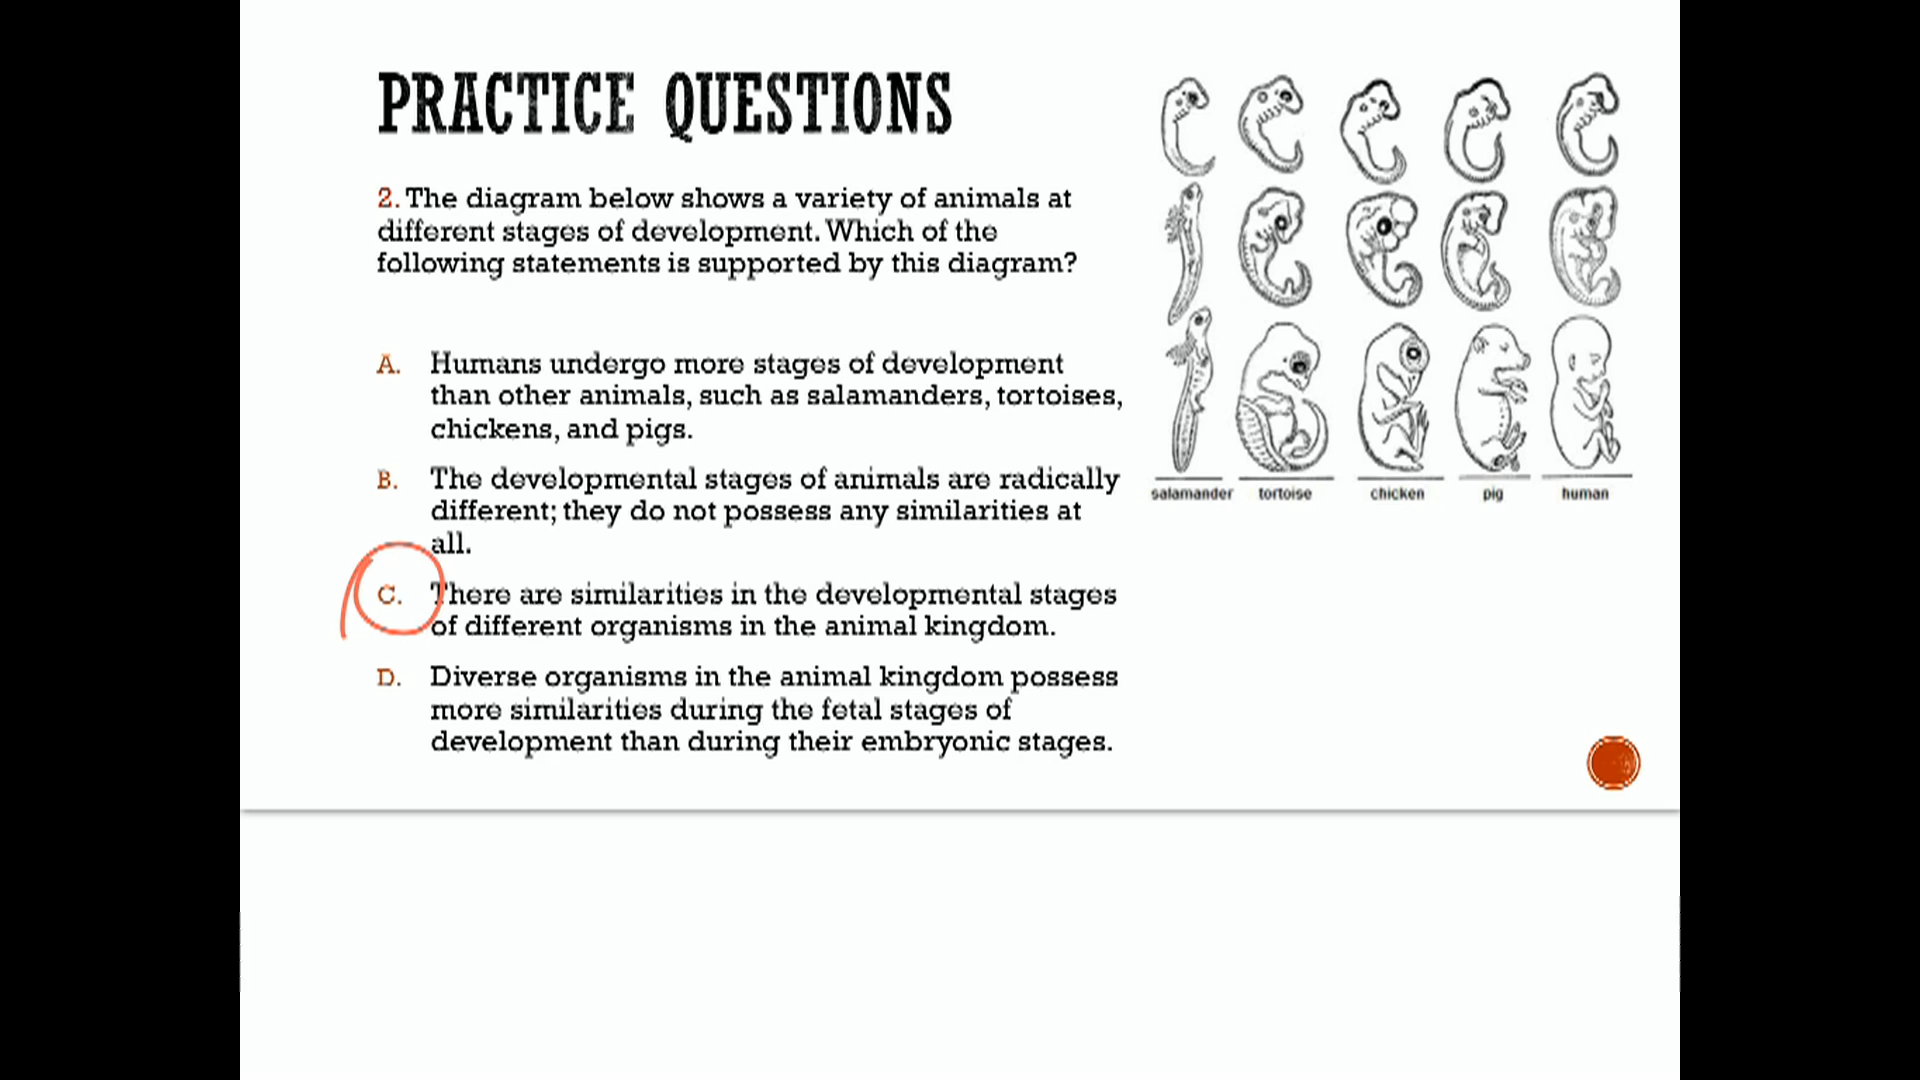 PRACTICE QUESTIONS
2. The diagram below shows a variety of animals at
different stages of development. Which of the
following statements is supported by this diagram?
A. Humans undergo more stages of development
than other animals, such as salamanders, tortoises,
chickens, and pigs.
B. The developmental stages of animals are radically
different; they do not possess any similarities at
all.
C. There are similarities in the developmental stages
of different organisms in the animal kingdom.
D. Diverse organisms in the animal kingdom possess
more similarities during the fetal stages of
development than during their embryonic stages.
salamander tortoise chicken pig human